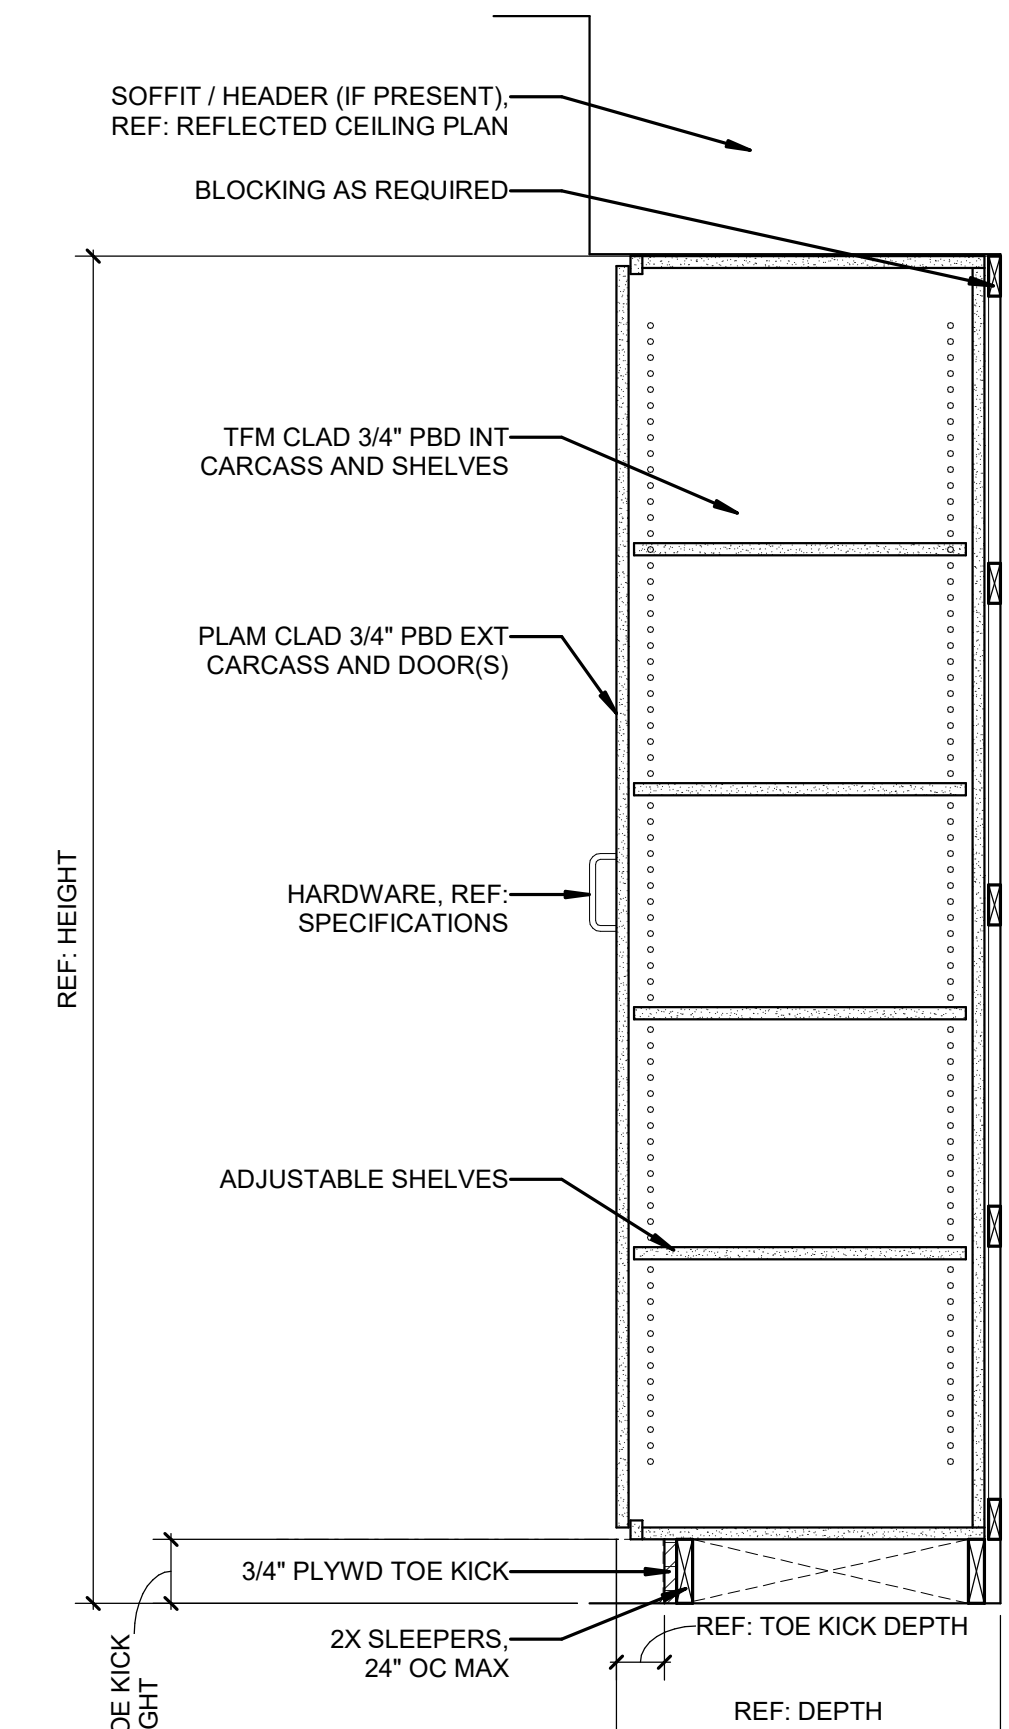 SOFFIT / HEADER (IF PRESENT),
REF: REFLECTED CEILING PLAN
BLOCKING AS REQUIRED
TFM CLAD 3/4" PBD INT
CARCASS AND SHELVES
PLAM CLAD 3/4" PBD EXT
CARCASS AND DOOR(S)
REF: HEIGHT
HARDWARE, REF:
SPECIFICATIONS
ADJUSTABLE SHELVES
3/4" PLYWD TOE KICK
2X SLEEPERS,
24" OC MAX
REF: TOE KICK DEPTH
KICK
REF: DEPTH